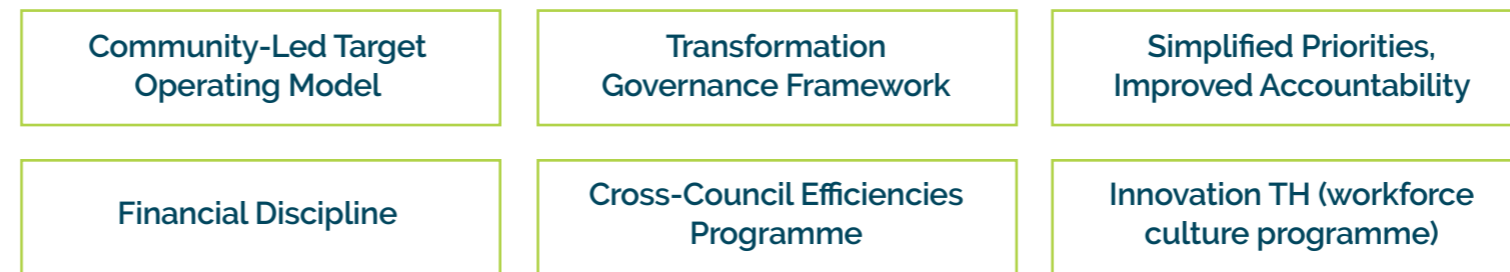 Community-Led Target
Operating Model
Transformation
Governance Framework
Simplified Priorities,
Improved Accountability
Financial Discipline
Cross-Council Efficiencies
Programme
Innovation TH (workforce
culture programme)